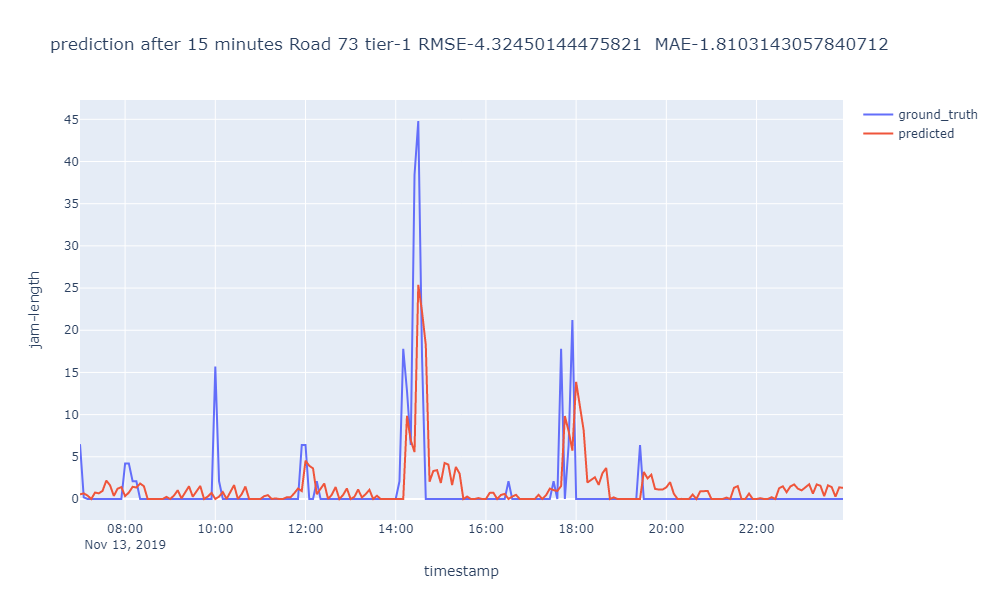 prediction after 15 minutes Road 73 tier-1 RMSE-4.32450144475821  MAE-1.8103143057840712
ground_truth
predicted
jam-length
45
40
35
30
25
20
15
10
5
0
08:00 10:00 12:00 14:00 16:00 18:00 20:00 22:00
Nov 13, 2019
timestamp